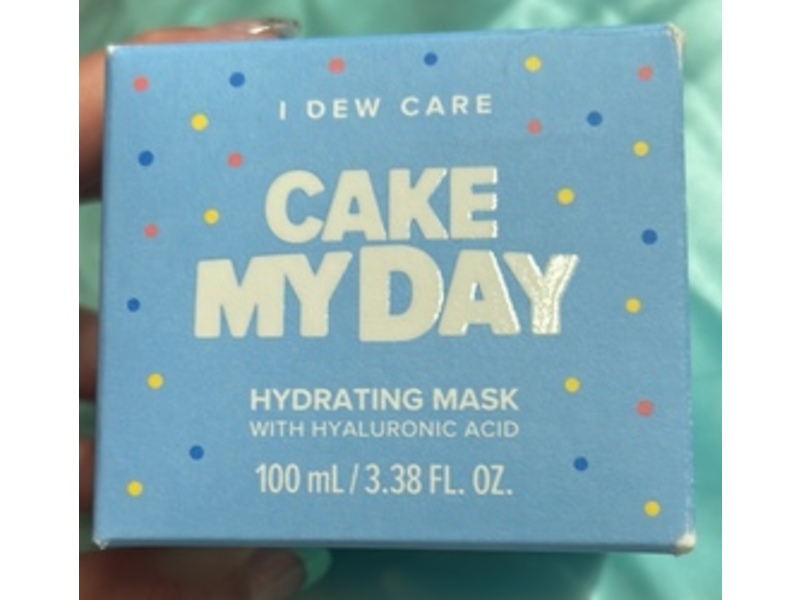 I DEW CARE
CAKE
MY DAY
HYDRATING MASK
WITH HYALURONIC ACID
100 mL / 3.38 FL. OZ.